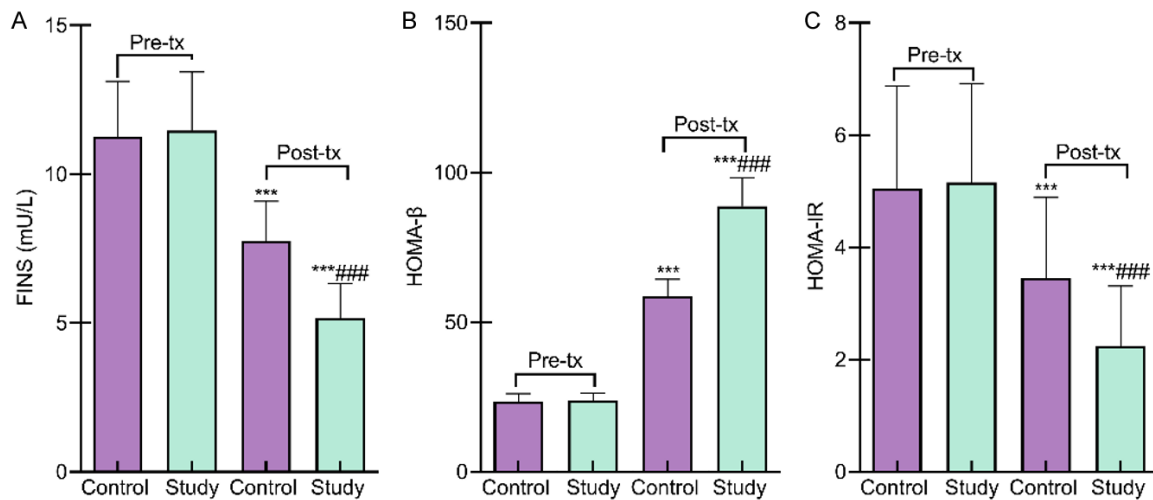 A
FINS (mU/L)
15
10
5
0
Pre-tx
Post-tx
***
***###
Control Study Control Study
B
HOMA-β
150
100
50
0
Pre-tx
Post-tx
***
***###
Control Study Control Study
C
HOMA-IR
8
6
4
2
0
Pre-tx
Post-tx
***
***###
Control Study Control Study